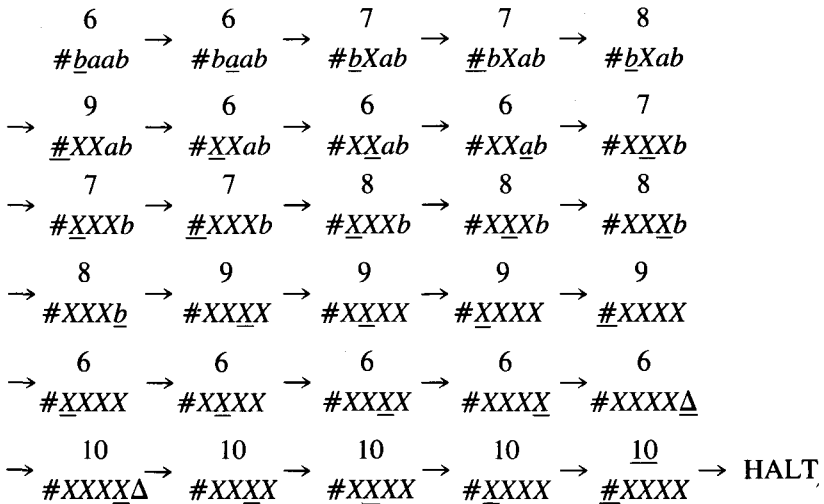 6 6 7 7 8
#baab → #baab → #bXab → #bXab → #bXab
9 6 6 6 7
→ #XXab → #XXab → #XXab → #XXab → #XXXb
7 7 8 8 8
→ #XXXb → #XXXb → #XXXb → #XXXb → #XXXb
8 9 9 9 9
→ #XXXb → #XXXX → #XXXX → #XXXX → #XXXX
6 6 6 6 6
→ #XXXX → #XXXX → #XXXX → #XXXX → #XXXXΔ
10 10 10 10 10
→ #XXXXΔ → #XXXX → #XXXX → #XXXX → #XXXX → HALT